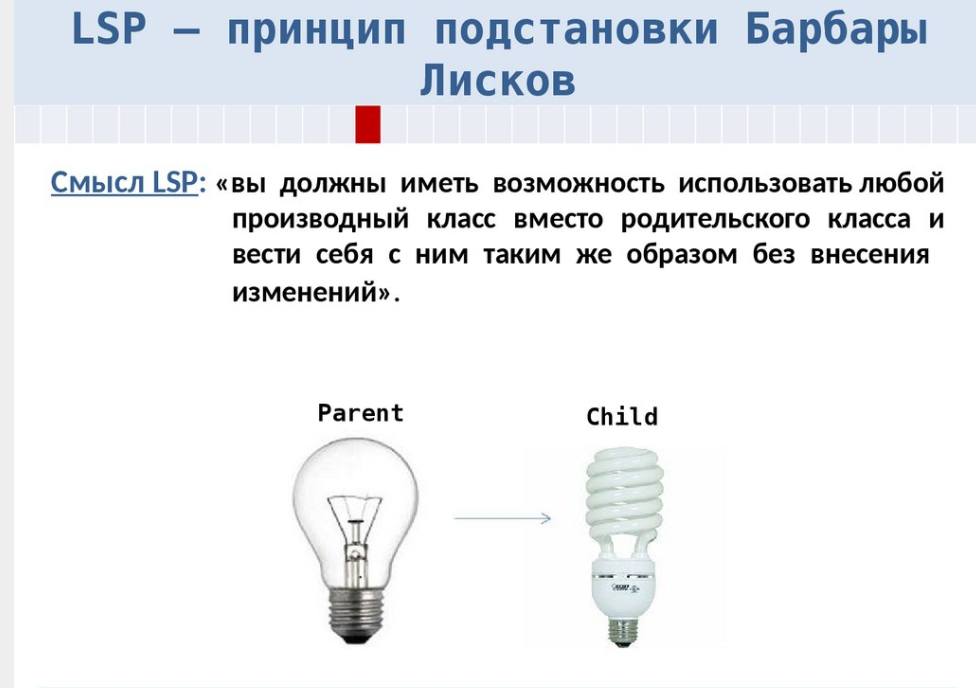 LSP – принцип подстановки Барбары
Лисков
Смысл LSP: «вы должны иметь возможность использовать любой
производный класс вместо родительского класса и
вести себя с ним таким же образом без внесения
изменений».
Parent
Child